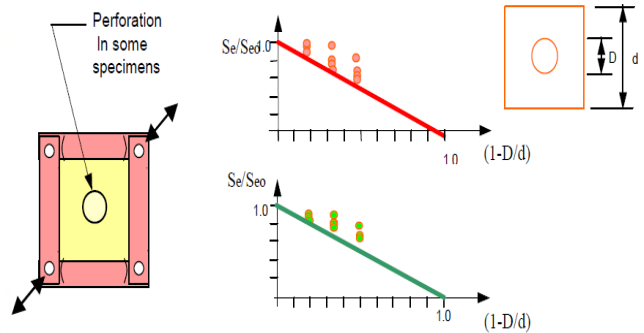 Perforation
In some
specimens
Se/Seo
1.0
1.0
(1-D/d)
D
d
Se/Seo
1.0
1.0
(1-D/d)